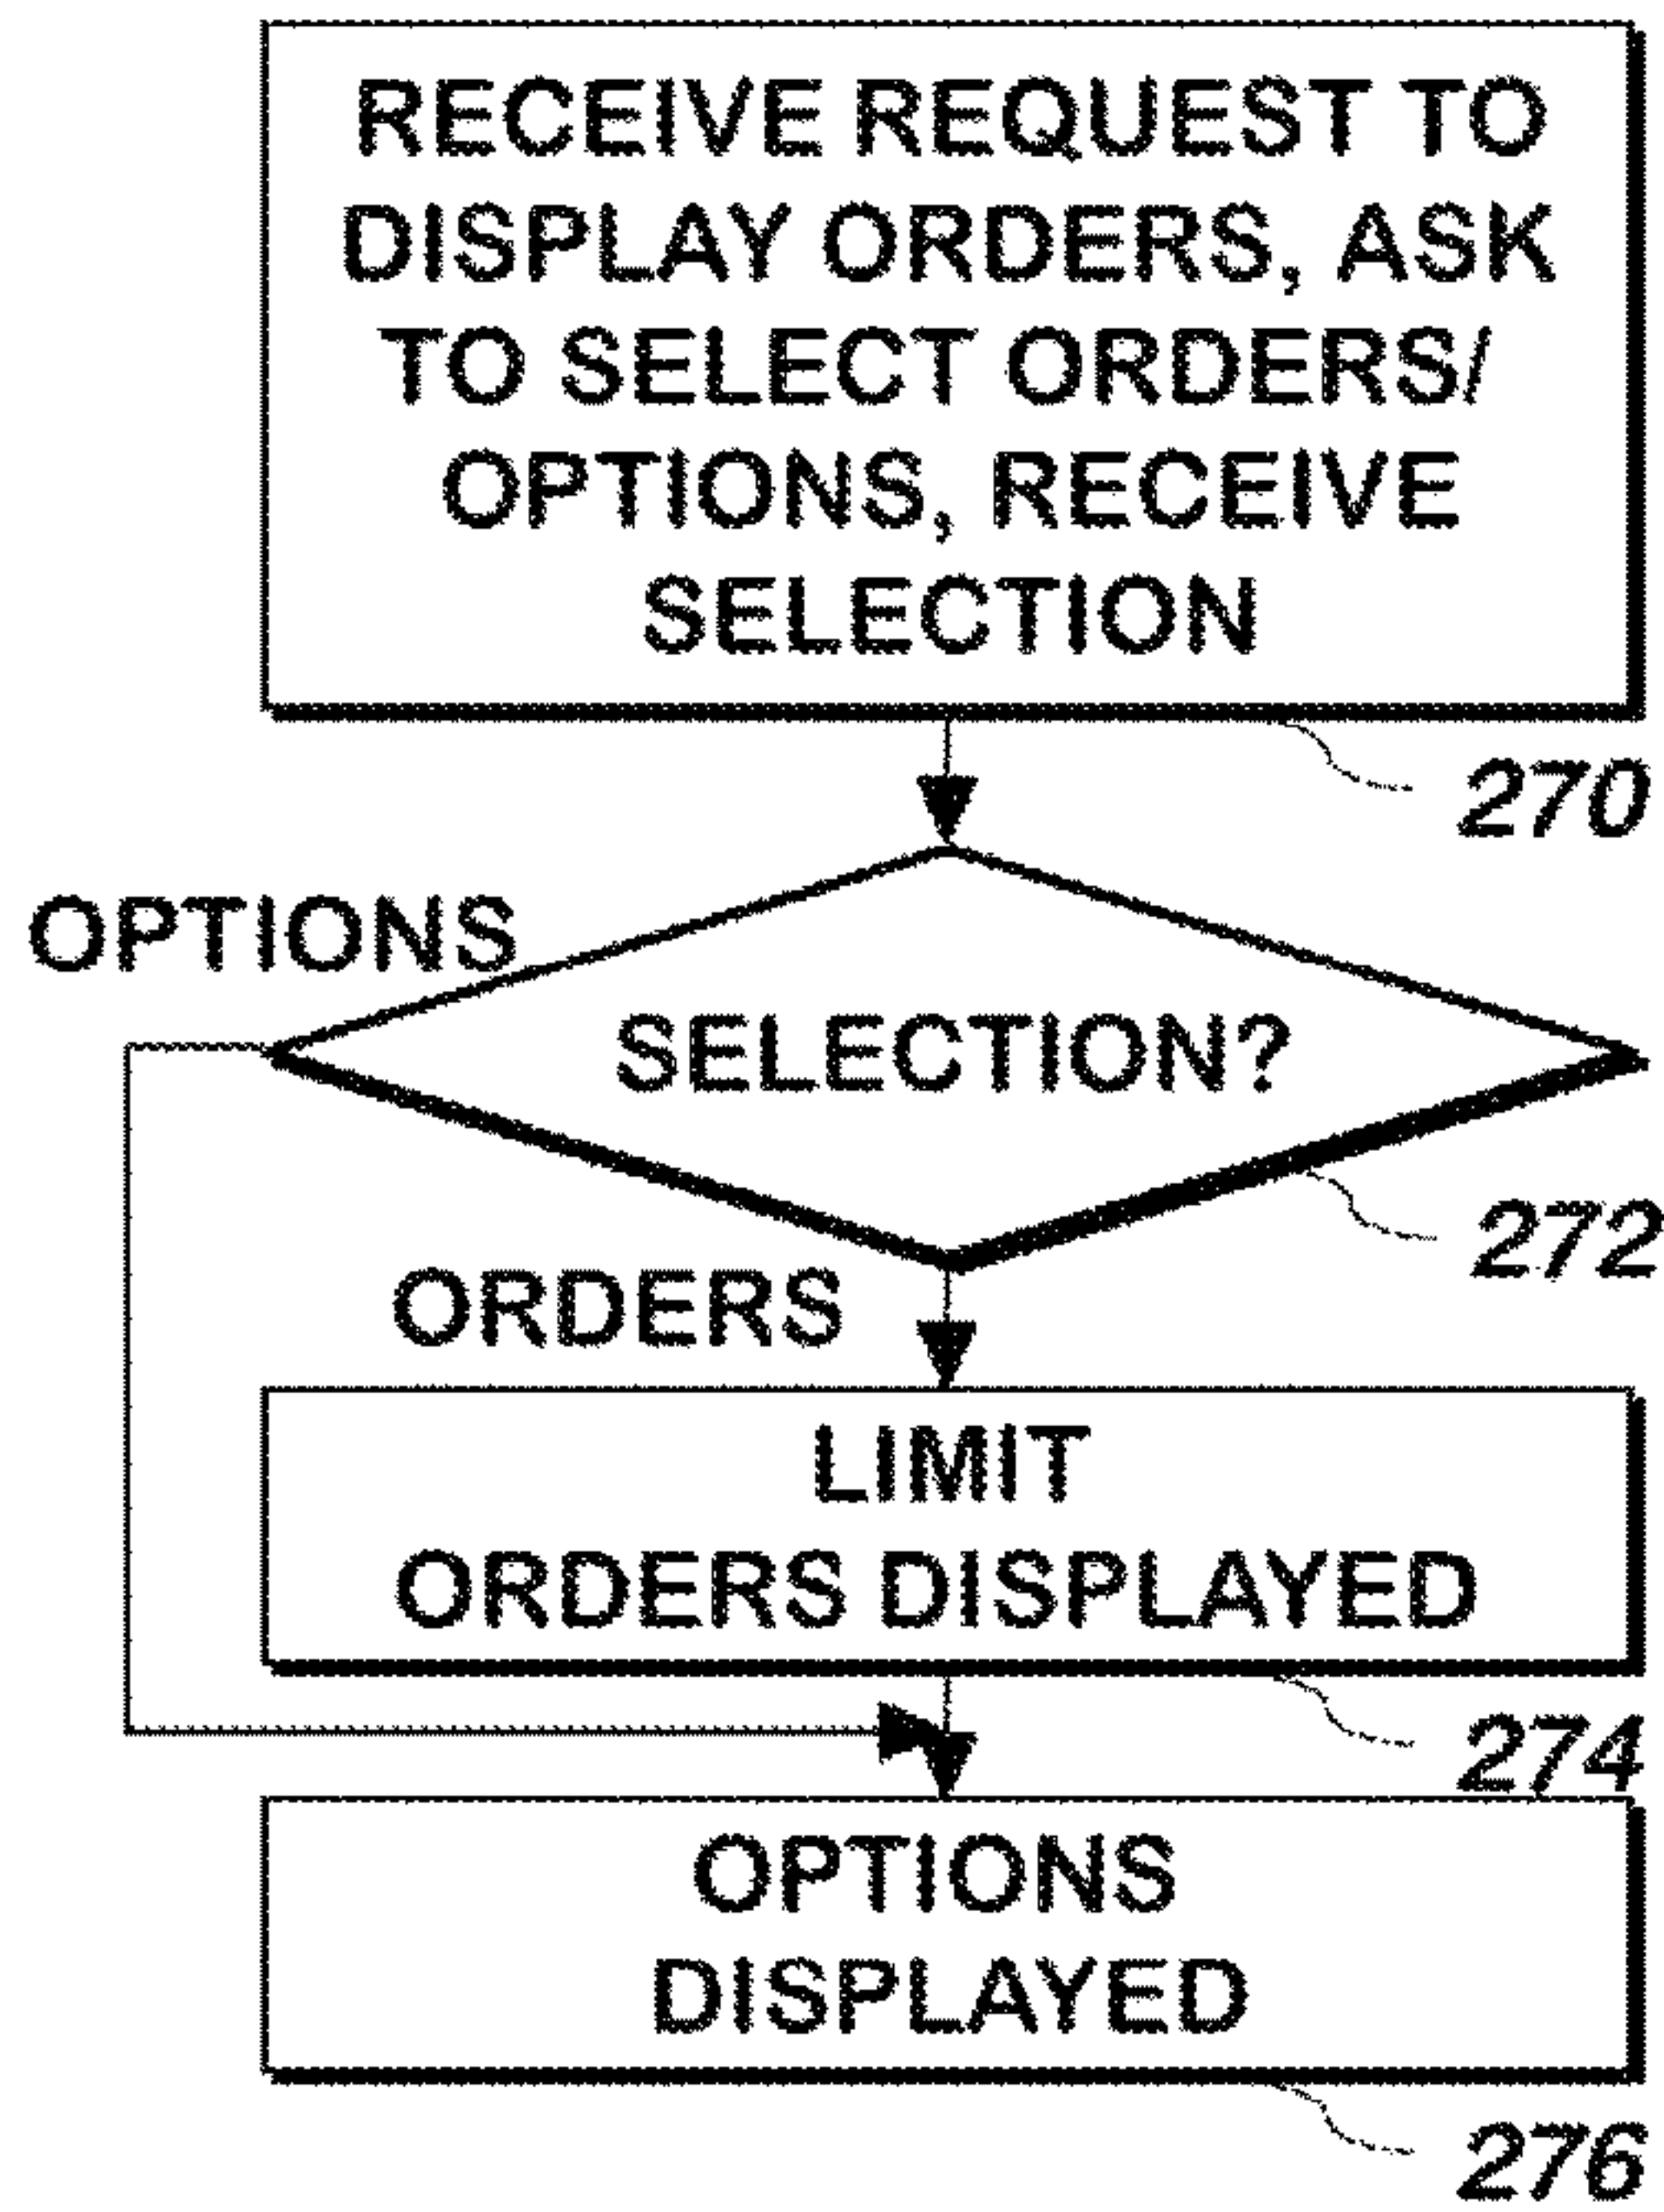 RECEIVE REQUEST TO
DISPLAY ORDERS, ASK
TO SELECT ORDERS/
OPTIONS, RECEIVE
SELECTION
270
OPTIONS
SELECTION?
272
ORDERS
LIMIT
ORDERS DISPLAYED
274
OPTIONS
DISPLAYED
276